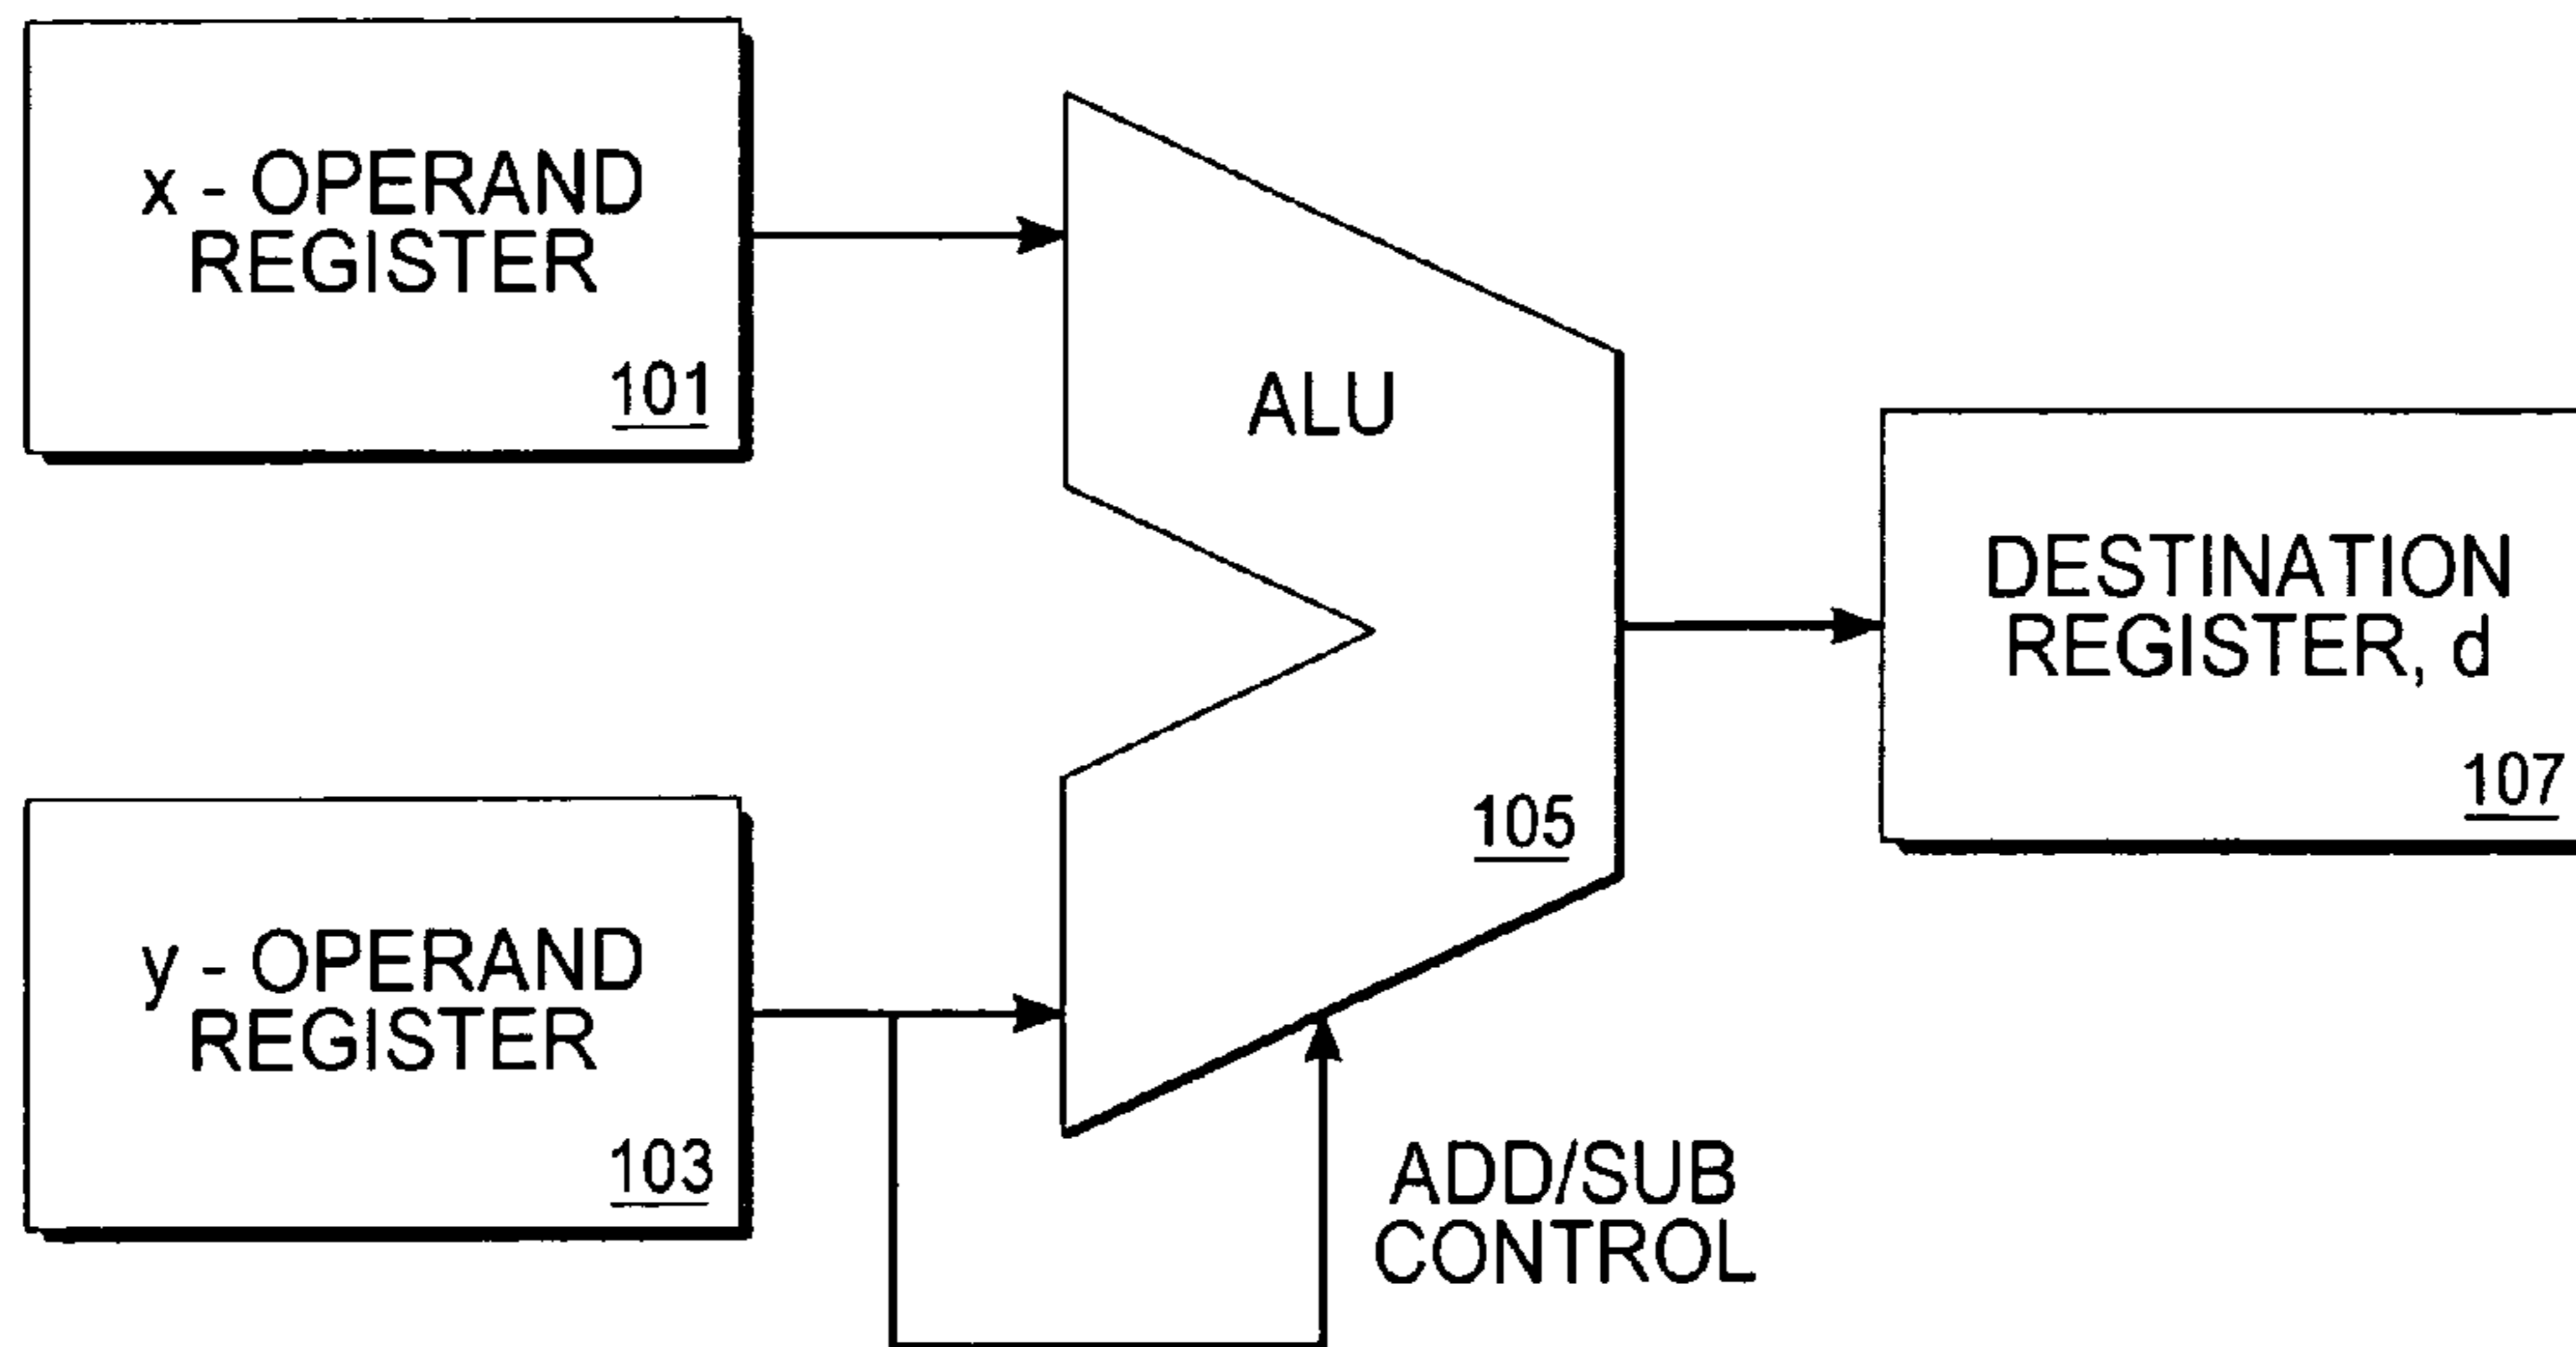 x - OPERAND
REGISTER
101
ALU
DESTINATION
REGISTER, d
107
105
y - OPERAND
REGISTER
103
ADD/SUB
CONTROL